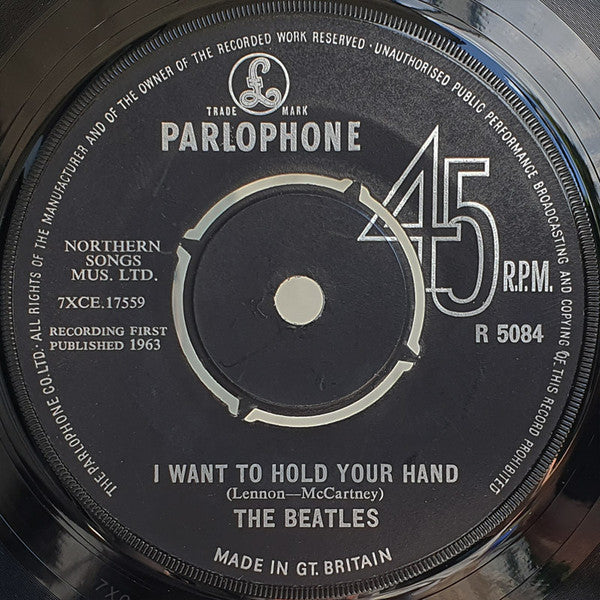 THE PARLOPHONE CO. LTD. ALL RIGHTS OF THE MANUFACTURER AND OF THE OWNER OF THE RECORDED WORK RESERVED · UNAUTHORISED PUBLIC PERFORMANCE BROADCASTING AND COPYING OF THIS RECORD PROHIBITED
£
TRADE MARK
PARLOPHONE
45
R.P.M.
R 5084
NORTHERN
SONGS
MUS. LTD.
7XCE.17559
RECORDING FIRST
PUBLISHED 1963
I WANT TO HOLD YOUR HAND
(Lennon—McCartney)
THE BEATLES
MADE IN GT. BRITAIN